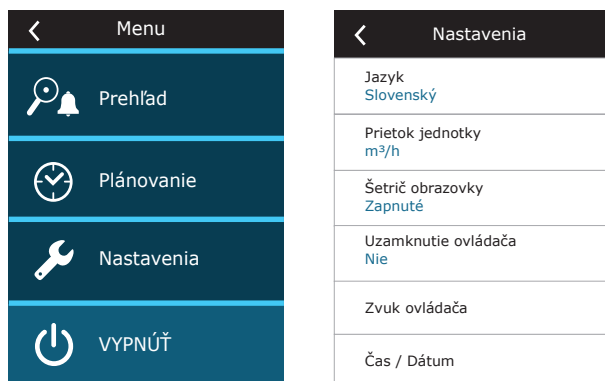 Menu
Prehľad
Plánovanie
Nastavenia
VYPNÚŤ
Nastavenia
Jazyk
Slovenský
Prietok jednotky
m³/h
Šetrič obrazovky
Zapnuté
Uzamknutie ovládača
Nie
Zvuk ovládača
Čas / Dátum